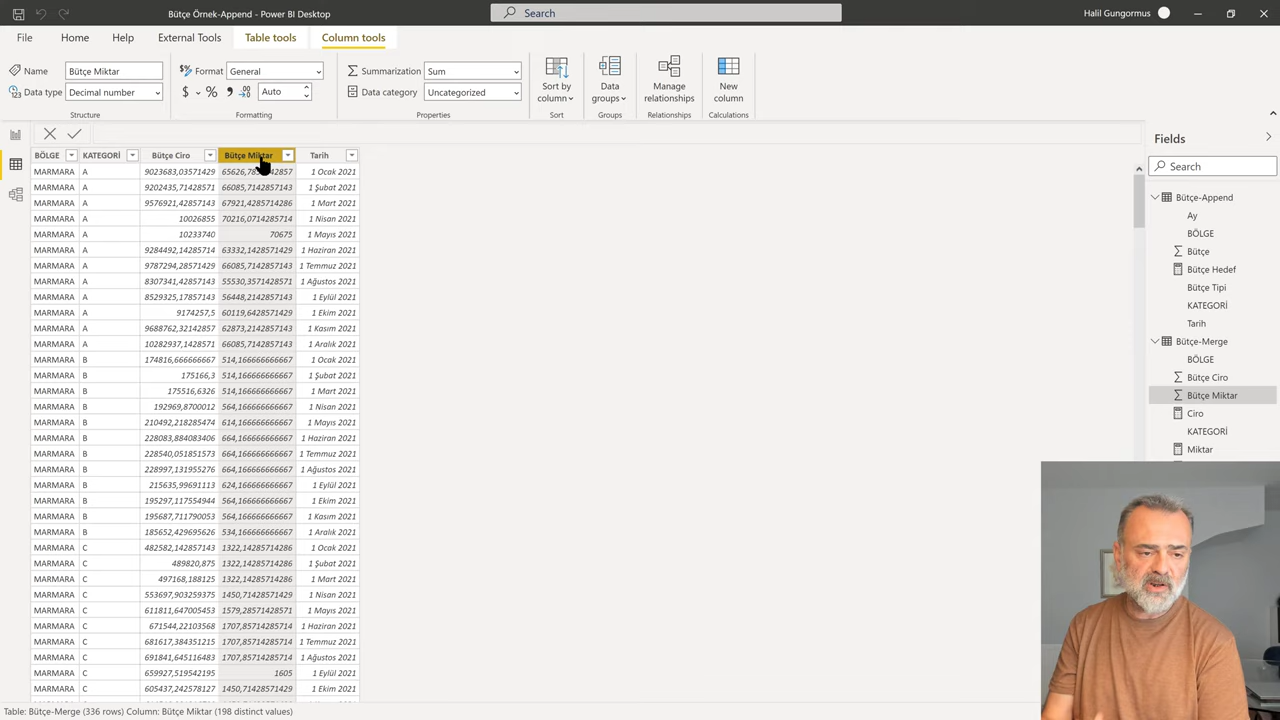 Bütçe Örnek-Append - Power BI Desktop
Search
Halil Gungormus
File Home Help External Tools Table tools Column tools
Name Bütçe Miktar
Data type Decimal number
Structure
Format General
$ % Auto
Formatting
Summarization Sum
Data category Uncategorized
Properties
Sort by column
Sort
Data groups
Groups
Manage relationships
Relationships
New column
Calculations
BÖLGE KATEGORİ Bütçe Ciro Bütçe Miktar Tarih
MARMARA A 9023683,03571429 1 Ocak 2021
MARMARA A 9202435,71428571 66085,7142857143 1 Şubat 2021
MARMARA A 9576921,42857143 67921,4285714286 1 Mart 2021
MARMARA A 10026855 70216,0714285714 1 Nisan 2021
MARMARA A 10233740 70675 1 Mayıs 2021
MARMARA A 9284492,14285714 63332,1428571429 1 Haziran 2021
MARMARA A 9787294,28571429 66085,7142857143 1 Temmuz 2021
MARMARA A 8307341,42857143 55530,3571428571 1 Ağustos 2021
MARMARA A 8529325,17857143 56448,2142857143 1 Eylül 2021
MARMARA A 9174257,5 60119,6428571429 1 Ekim 2021
MARMARA A 9688762,32142857 62873,2142857143 1 Kasım 2021
MARMARA A 10282937,1428571 66085,7142857143 1 Aralık 2021
MARMARA B 174816,666666667 514,166666666667 1 Ocak 2021
MARMARA B 175166,3 514,166666666667 1 Şubat 2021
MARMARA B 175516,6326 514,166666666667 1 Mart 2021
MARMARA B 192969,8700012 564,166666666667 1 Nisan 2021
MARMARA B 210492,218285474 614,166666666667 1 Mayıs 2021
MARMARA B 228083,884083406 664,166666666667 1 Haziran 2021
MARMARA B 228540,051851573 664,166666666667 1 Temmuz 2021
MARMARA B 228997,131955276 664,166666666667 1 Ağustos 2021
MARMARA B 215635,99691113 624,166666666667 1 Eylül 2021
MARMARA B 195297,117554944 564,166666666667 1 Ekim 2021
MARMARA B 195687,711790053 564,166666666667 1 Kasım 2021
MARMARA B 185652,429695626 534,166666666667 1 Aralık 2021
MARMARA C 482582,142857143 1322,14285714286 1 Ocak 2021
MARMARA C 489820,875 1322,14285714286 1 Şubat 2021
MARMARA C 497168,188125 1322,14285714286 1 Mart 2021
MARMARA C 553697,903259375 1450,71428571429 1 Nisan 2021
MARMARA C 611811,647005453 1579,28571428571 1 Mayıs 2021
MARMARA C 671544,22103568 1707,85714285714 1 Haziran 2021
MARMARA C 681617,384351215 1707,85714285714 1 Temmuz 2021
MARMARA C 691841,645116483 1707,85714285714 1 Ağustos 2021
MARMARA C 659927,519542195 1605 1 Eylül 2021
MARMARA C 605437,242578127 1450,71428571429 1 Ekim 2021
Table: Bütçe-Merge (336 rows) Column: Bütçe Miktar (198 distinct values)
Fields
Search
Bütçe-Append
Ay
BÖLGE
Bütçe
Bütçe Hedef
Bütçe Tipi
KATEGORİ
Tarih
Bütçe-Merge
BÖLGE
Bütçe Ciro
Bütçe Miktar
Ciro
KATEGORİ
Miktar